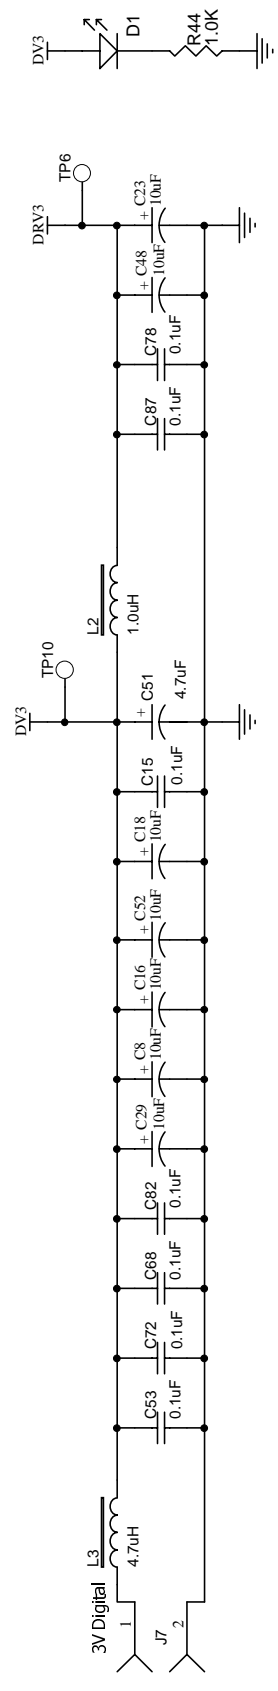 DV3
D1
R44
1.0K
DRV3
TP6
+ C23
10uF
+ C48
10uF
C78
0.1uF
C87
0.1uF
L2
1.0uH
DV3
TP10
+ C51
4.7uF
C15
0.1uF
+ C18
10uF
+ C52
10uF
+ C16
10uF
+ C8
10uF
+ C29
10uF
C82
0.1uF
C68
0.1uF
C72
0.1uF
C53
0.1uF
L3
4.7uH
3V Digital
1
J7
2